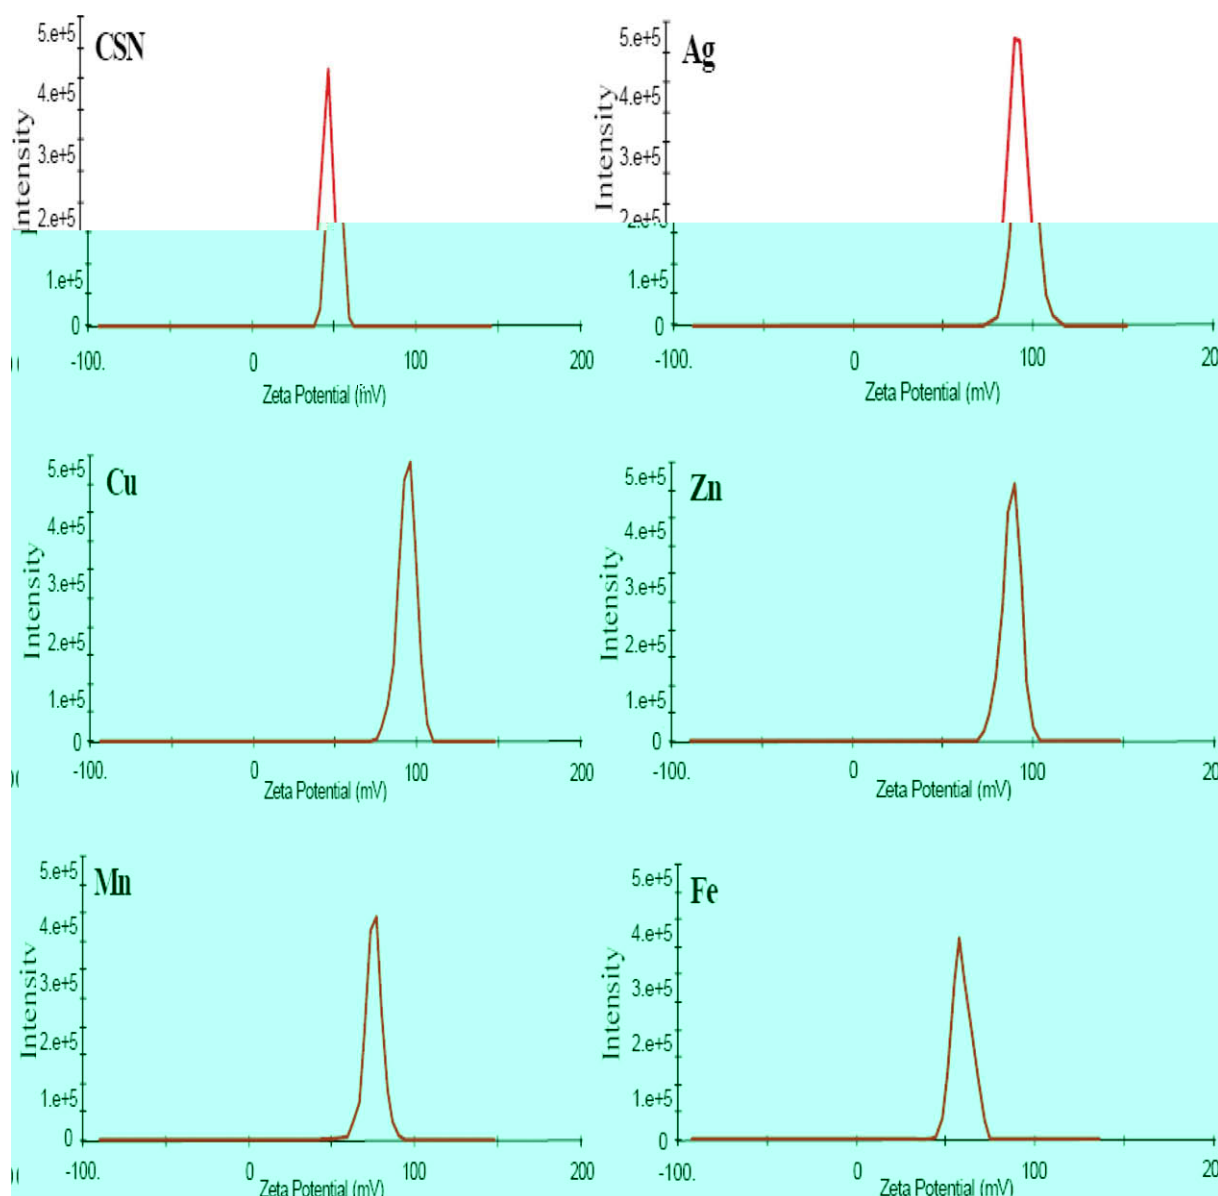 CSN
Intensity
5.e+5
4.e+5
3.e+5
2.e+5
1.e+5
0
-100.
0
100
200
Zeta Potential (mV)
Ag
Intensity
5.e+5
4.e+5
3.e+5
2.e+5
1.e+5
0
-100.
0
100
20
Zeta Potential (mV)
Cu
Intensity
5.e+5
4.e+5
3.e+5
2.e+5
1.e+5
0
-100.
0
100
200
Zeta Potential (mV)
Zn
Intensity
5.e+5
4.e+5
3.e+5
2.e+5
1.e+5
0
-100.
0
100
200
Zeta Potential (mV)
Mn
Intensity
5.e+5
4.e+5
3.e+5
2.e+5
1.e+5
0
-100.
0
100
200
Zeta Potential (mV)
Fe
Intensity
5.e+5
4.e+5
3.e+5
2.e+5
1.e+5
0
-100.
0
100
200
Zeta Potential (mV)